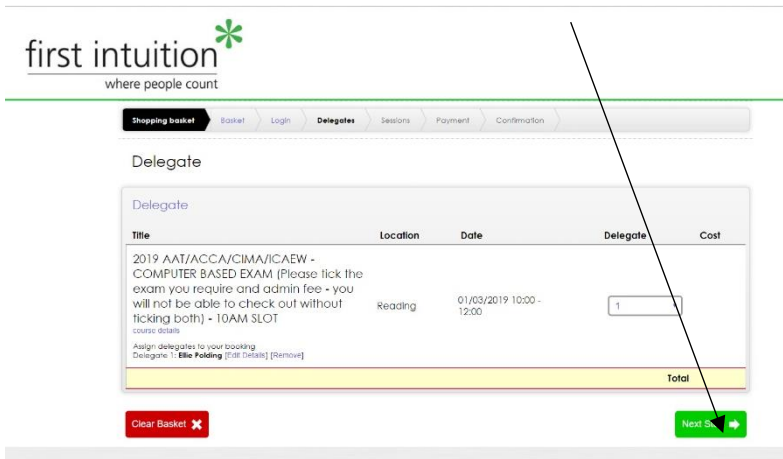 first intuition*
where people count
Shopping basket Basket Login Delegates Sessions Payment Confirmation
Delegate
Delegate
Title Location Date Delegate Cost
2019 AAT/ACCA/CIMA/ICAEW -
COMPUTER BASED EXAM (Please tick the
exam you require and admin fee - you
will not be able to check out without
ticking both) - 10AM SLOT
course details
Reading
01/03/2019 10:00 -
12:00
1
Assign delegates to your booking
Delegate 1: Ellie Polding [Edit Details] [Remove]
Total
Clear Basket
Next